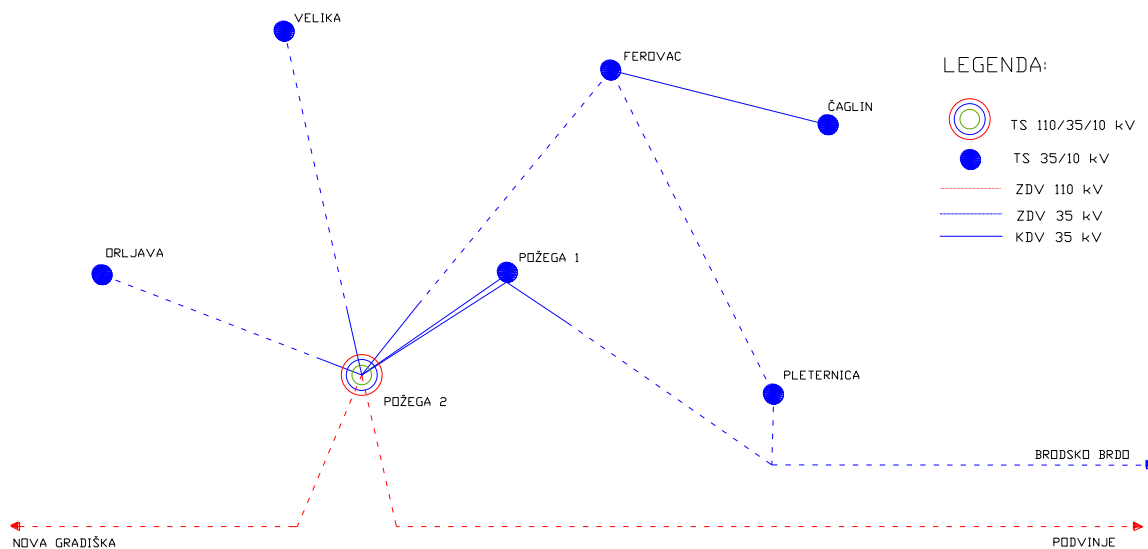 VELIKA
FEROVAC
LEGENDA:
ČAGLIN
TS 110/35/10 kV
TS 35/10 kV
ZDV 110 kV
ZDV 35 kV
KDV 35 kV
ORLJAVA
POŽEGA 1
PLETERNICA
POŽEGA 2
BRODSKO BRDO
NOVA GRADIŠKA
PODVINJE